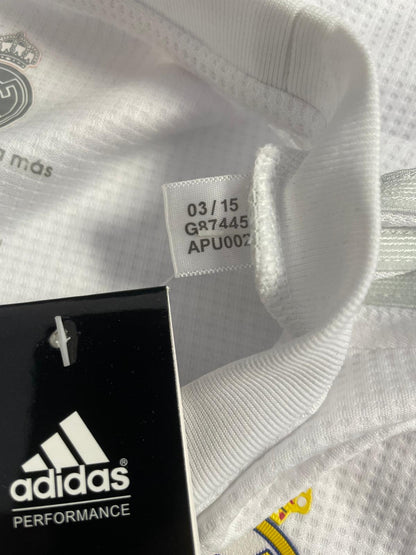 a más
03/15
G87445
APU002
adidas®
PERFORMANCE